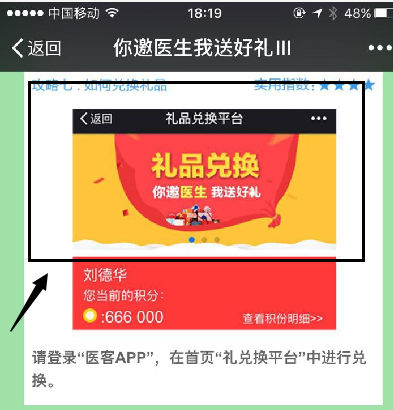 中国移动 18:19 48%
返回 你邀医生我送好礼III
攻略七：如何兑换礼品 实用指数：★★★★
返回 礼品兑换平台
礼品兑换
你邀医生 我送好礼
刘德华
您当前的积分：
:666 000 查看积份明细>>
请登录“医客APP”，在首页“礼兑换平台”中进行兑
换。